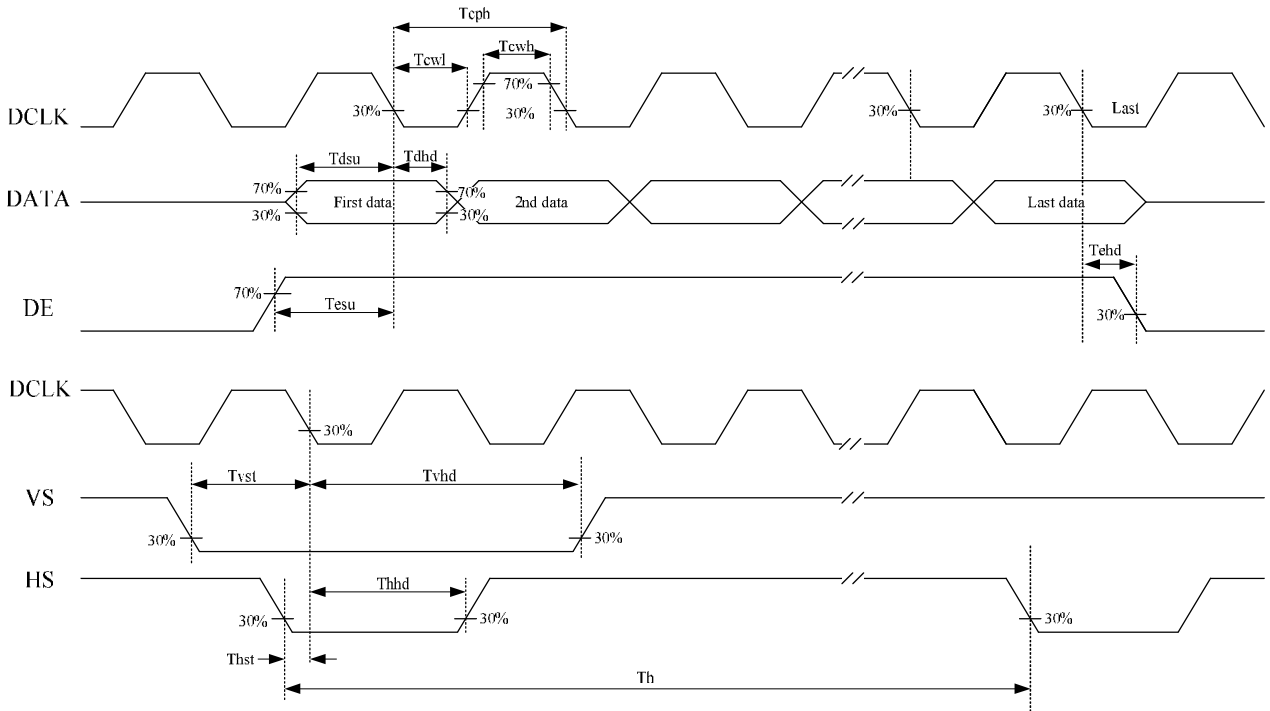 Tcph
Tcwl
Tcwh
DCLK
30%
70%
30%
30%
30%
Last
Tdsu
Tdhd
DATA
70%
30%
First data
70%
30%
2nd data
Last data
Tehd
DE
70%
Tesu
30%
DCLK
30%
VS
Tvst
Tvhd
30%
30%
HS
Thhd
30%
30%
30%
Thst
Th